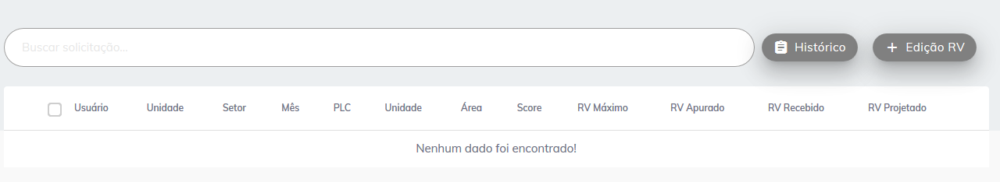 Buscar solicitação... Histórico + Edição RV
Usuário Unidade Setor Mês PLC Unidade Área Score RV Máximo RV Apurado RV Recebido RV Projetado
Nenhum dado foi encontrado!